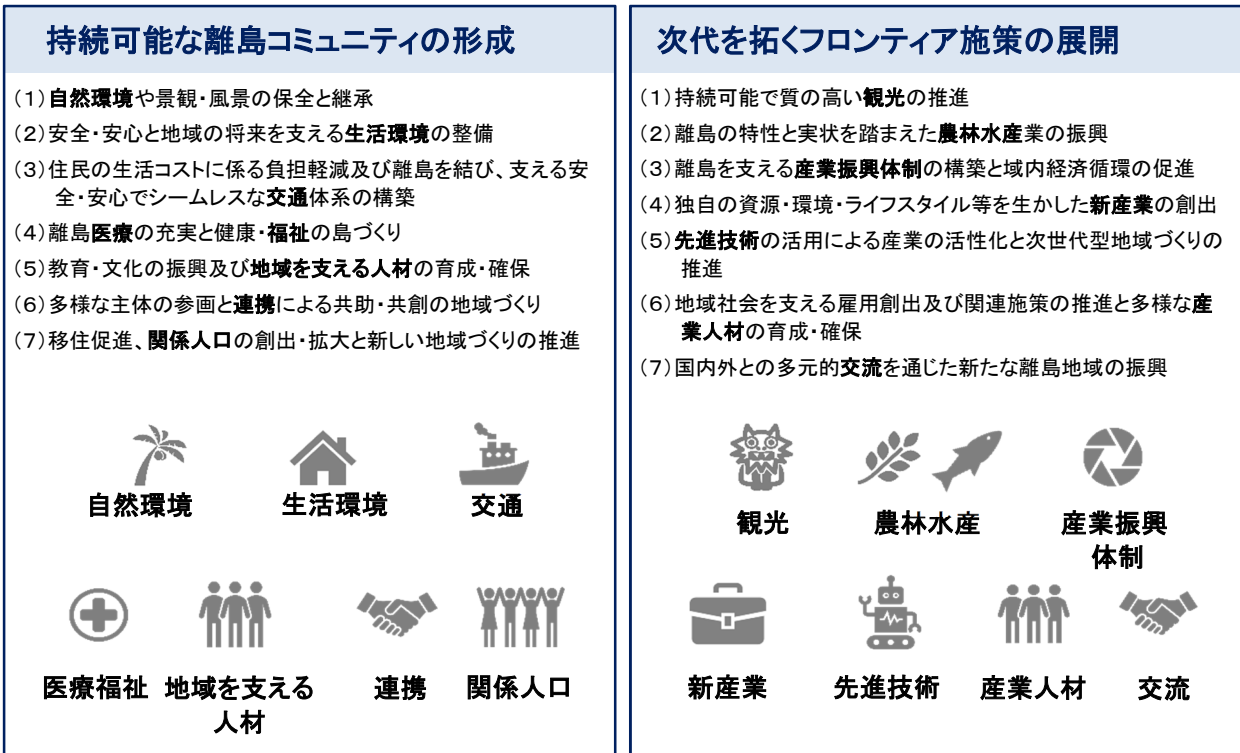 持続可能な離島コミュニティの形成
(1)自然環境や景観・風景の保全と継承
(2)安全・安心と地域の将来を支える生活環境の整備
(3)住民の生活コストに係る負担軽減及び離島を結び、支える安
全・安心でシームレスな交通体系の構築
(4)離島医療の充実と健康・福祉の島づくり
(5)教育・文化の振興及び地域を支える人材の育成・確保
(6)多様な主体の参画と連携による共助・共創の地域づくり
(7)移住促進、関係人口の創出・拡大と新しい地域づくりの推進
自然環境
生活環境
交通
医療福祉
地域を支える
人材
連携
関係人口
次代を拓くフロンティア施策の展開
(1)持続可能で質の高い観光の推進
(2)離島の特性と実状を踏まえた農林水産業の振興
(3)離島を支える産業振興体制の構築と域内経済循環の促進
(4)独自の資源・環境・ライフスタイル等を生かした新産業の創出
(5)先進技術の活用による産業の活性化と次世代型地域づくりの
推進
(6)地域社会を支える雇用創出及び関連施策の推進と多様な産
業人材の育成・確保
(7)国内外との多元的交流を通じた新たな離島地域の振興
観光
農林水産
産業振興
体制
新産業
先進技術
産業人材
交流